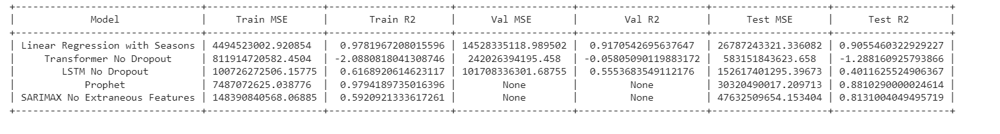 +-------------------------------+--------------------+---------------------+--------------------+----------------------+--------------------+--------------------+
| Model | Train MSE | Train R2 | Val MSE | Val R2 | Test MSE | Test R2 |
+-------------------------------+--------------------+---------------------+--------------------+----------------------+--------------------+--------------------+
| Linear Regression with Seasons | 4494523002.920854 | 0.9781967208015596 | 14528335118.989502 | 0.9170542695637647 | 26787243321.336082 | 0.9055460322929227 |
| Transformer No Dropout | 811914720582.4504 | -2.0880818041308746 | 242026394195.458 | -0.05805090119883172 | 583151843623.658 | -1.288160925793866 |
| LSTM No Dropout | 100726272506.15775 | 0.6168920614623117 | 101708336301.68755 | 0.5553683549112176 | 152617401295.39673 | 0.4011625524906367 |
| Prophet | 7487072625.038776 | 0.9794189735016396 | None | None | 30320490017.209713 | 0.8810290000024614 |
| SARIMAX No Extraneous Features | 148390840568.06885 | 0.5920921333617261 | None | None | 47632509654.153404 | 0.8131004049495719 |
+-------------------------------+--------------------+---------------------+--------------------+----------------------+--------------------+--------------------+